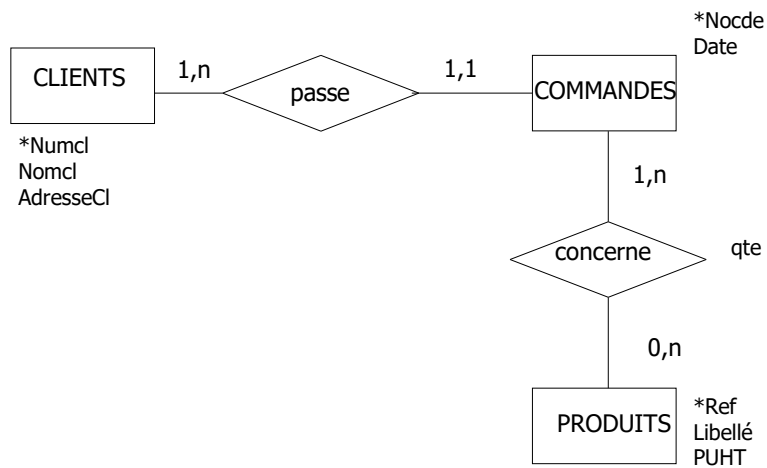 *Nocde
Date
CLIENTS
1,n
passe
1,1
COMMANDES
*Numcl
Nomcl
AdresseCl
1,n
concerne
qte
0,n
PRODUITS
*Ref
Libellé
PUHT